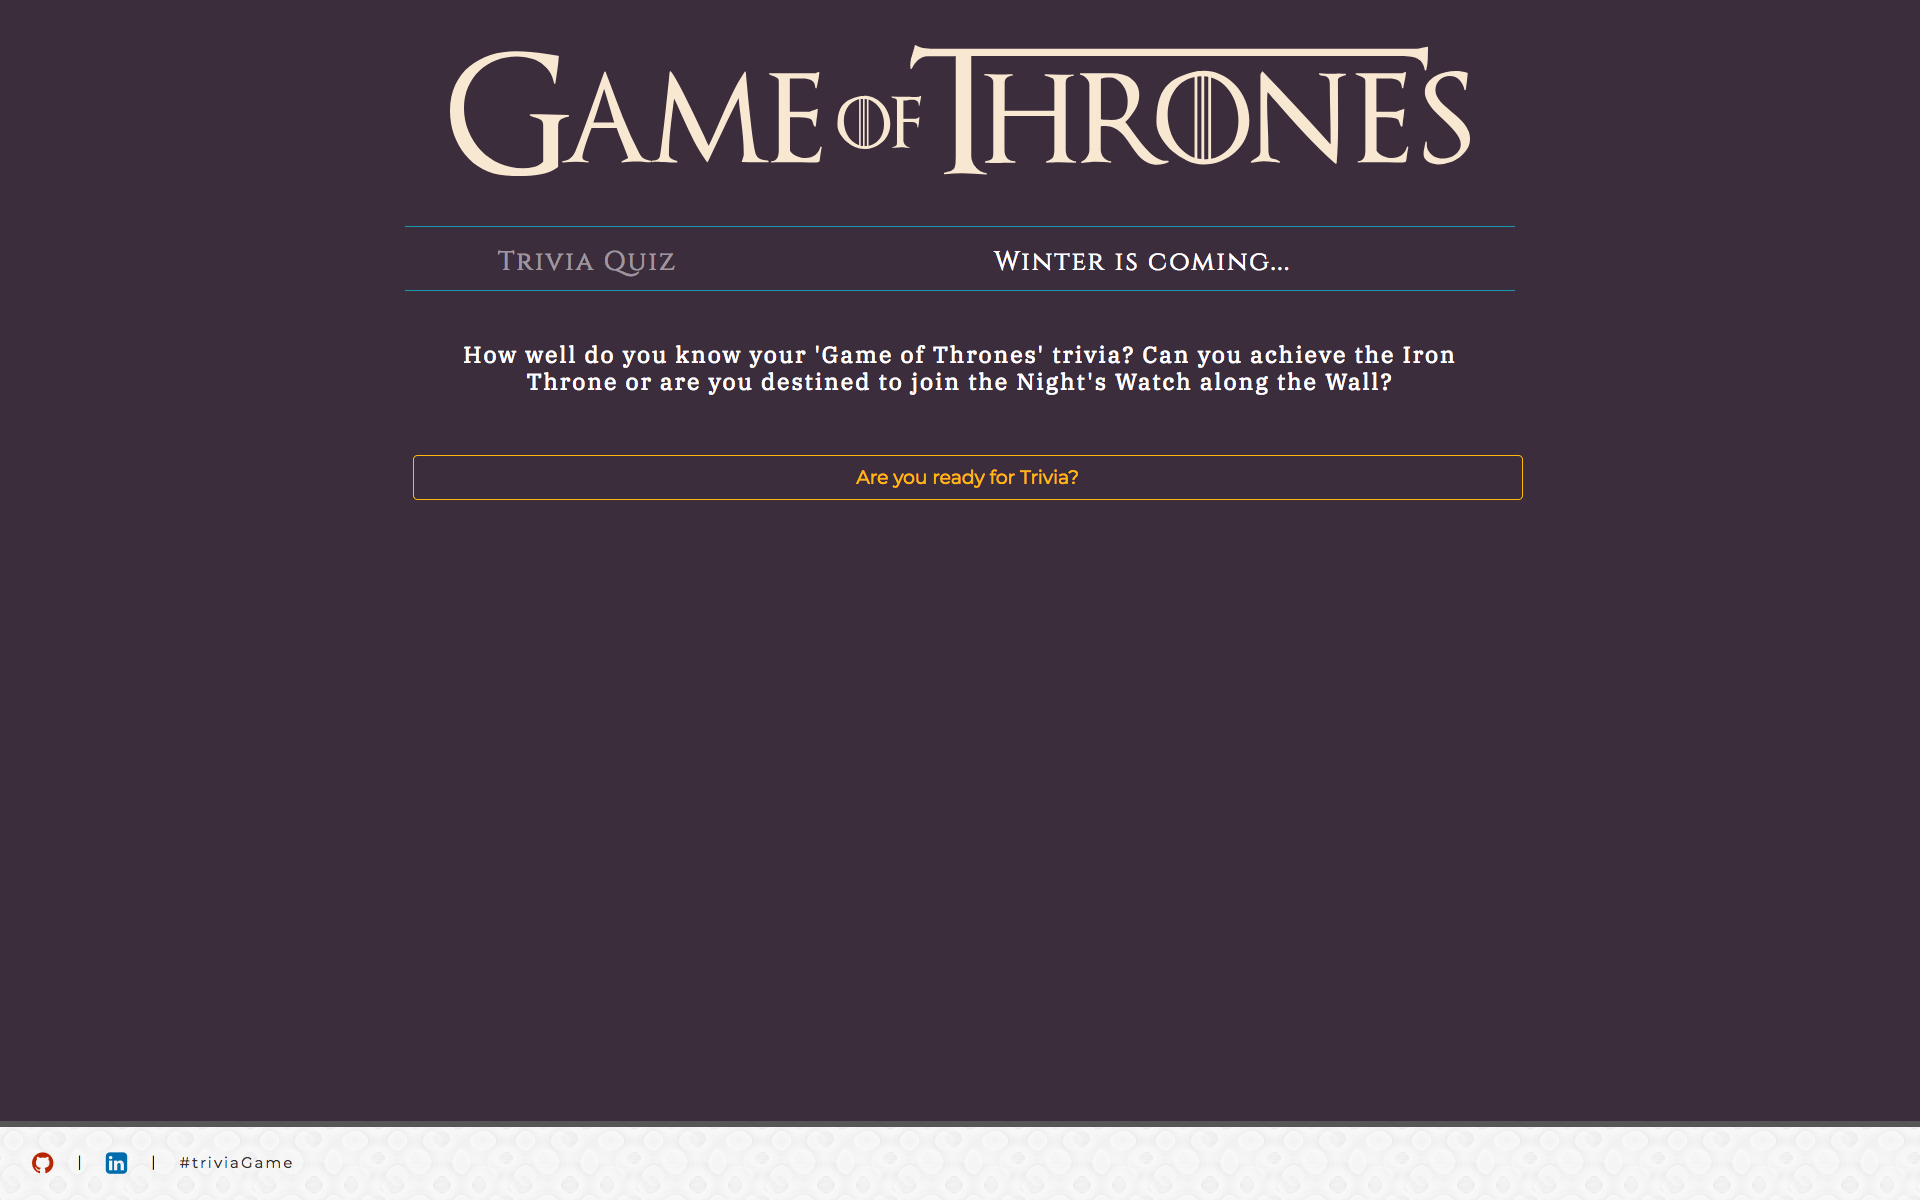 GAME OF THRONES
Trivia Quiz
Winter is coming...
How well do you know your 'Game of Thrones' trivia? Can you achieve the Iron
Throne or are you destined to join the Night's Watch along the Wall?
Are you ready for Trivia?
| in | #triviaGame